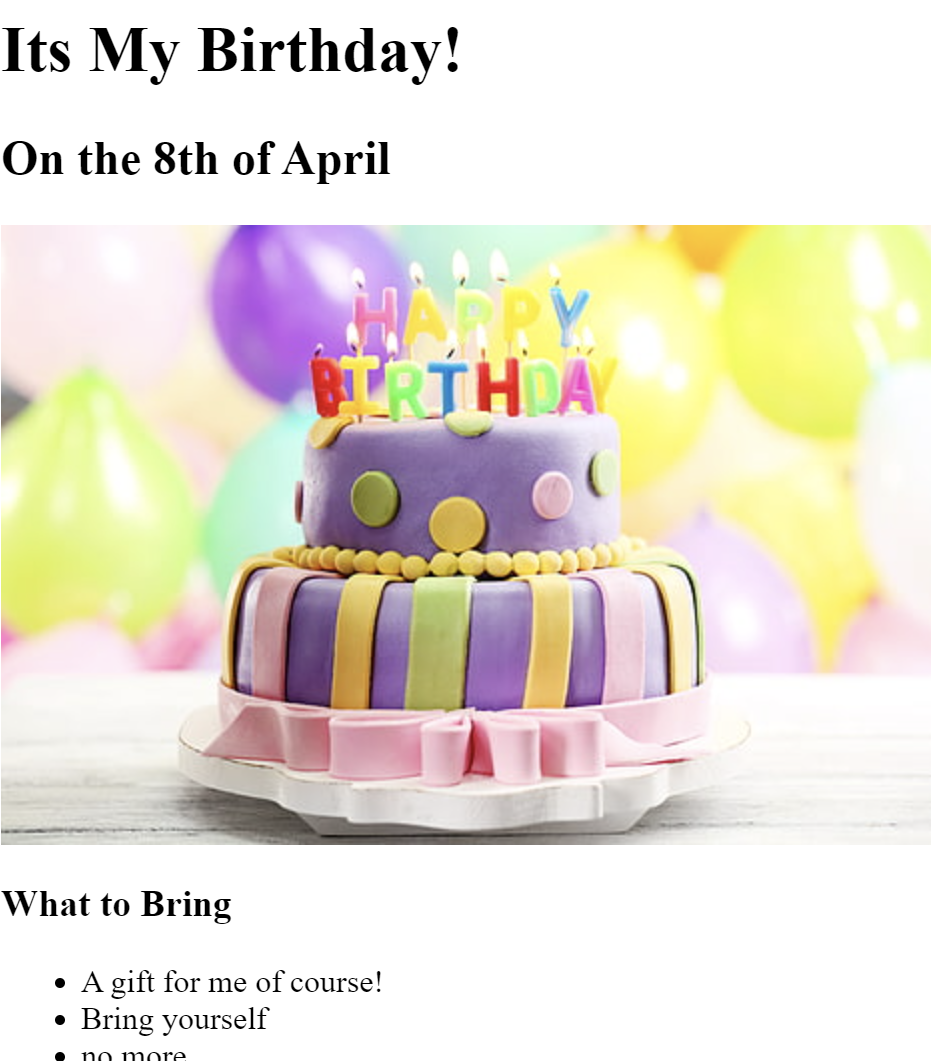 Its My Birthday!
On the 8th of April
HAPPY
BIRTHDAY
What to Bring
A gift for me of course!
Bring yourself
no more